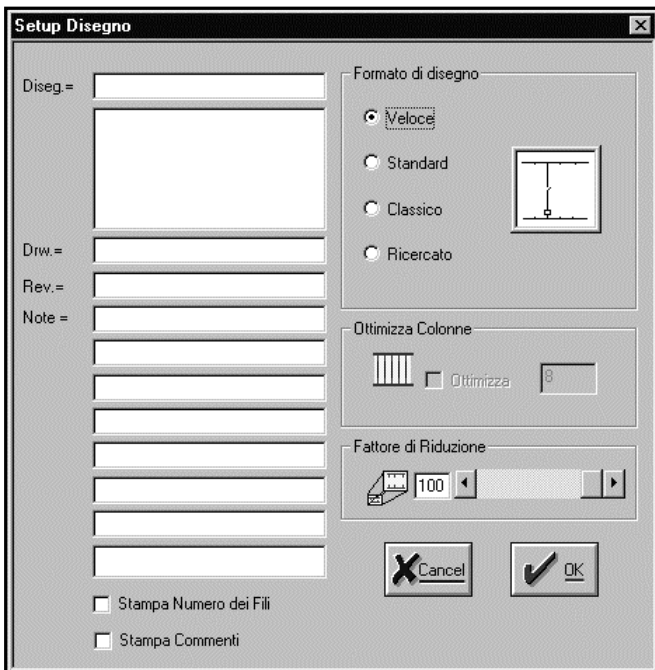 Setup Disegno
Diseg.=
Drw.=
Rev.=
Note =
Stampa Numero dei Fili
Stampa Commenti
Formato di disegno
Veloce
Standard
Classico
Ricercato
Ottimizza Colonne
Ottimizza 8
Fattore di Riduzione
100
Cancel OK